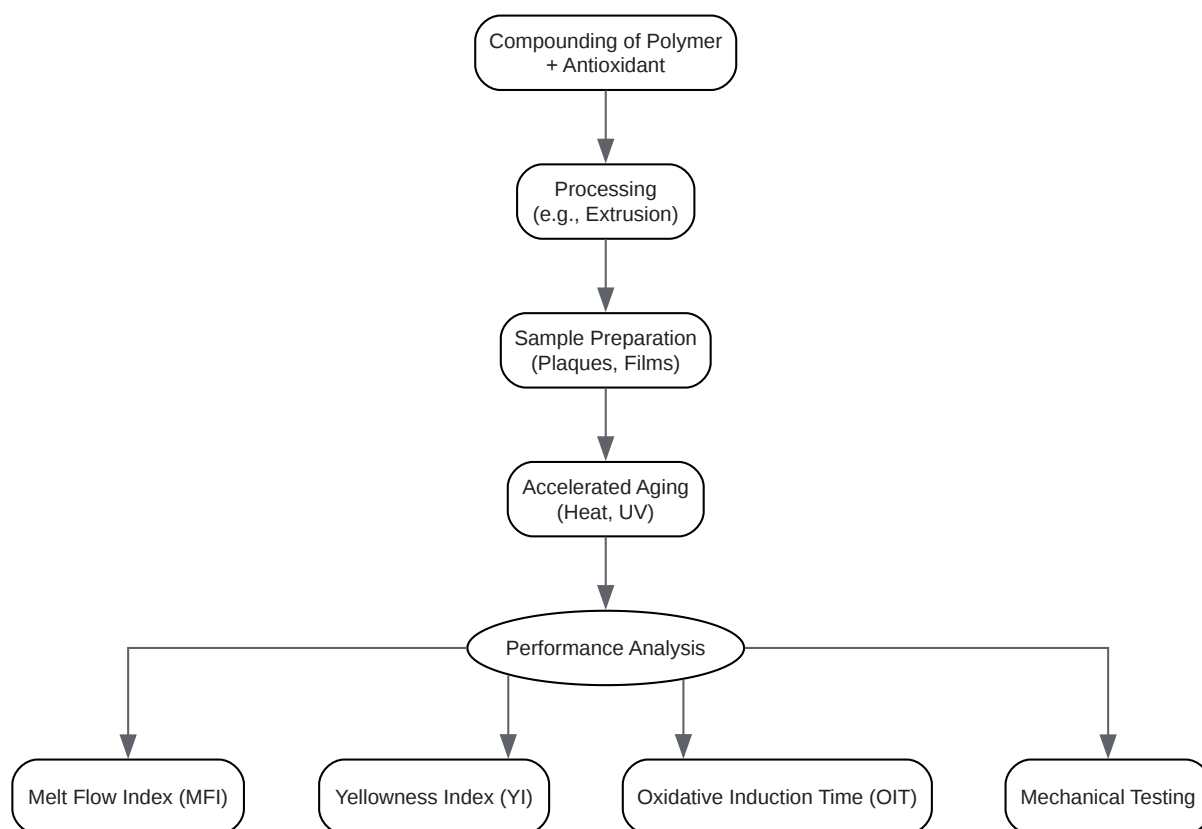 Compounding of Polymer
+ Antioxidant
Processing
(e.g., Extrusion)
Sample Preparation
(Plaques, Films)
Accelerated Aging
(Heat, UV)
Performance Analysis
Melt Flow Index (MFI)
Yellowness Index (YI)
Oxidative Induction Time (OIT)
Mechanical Testing